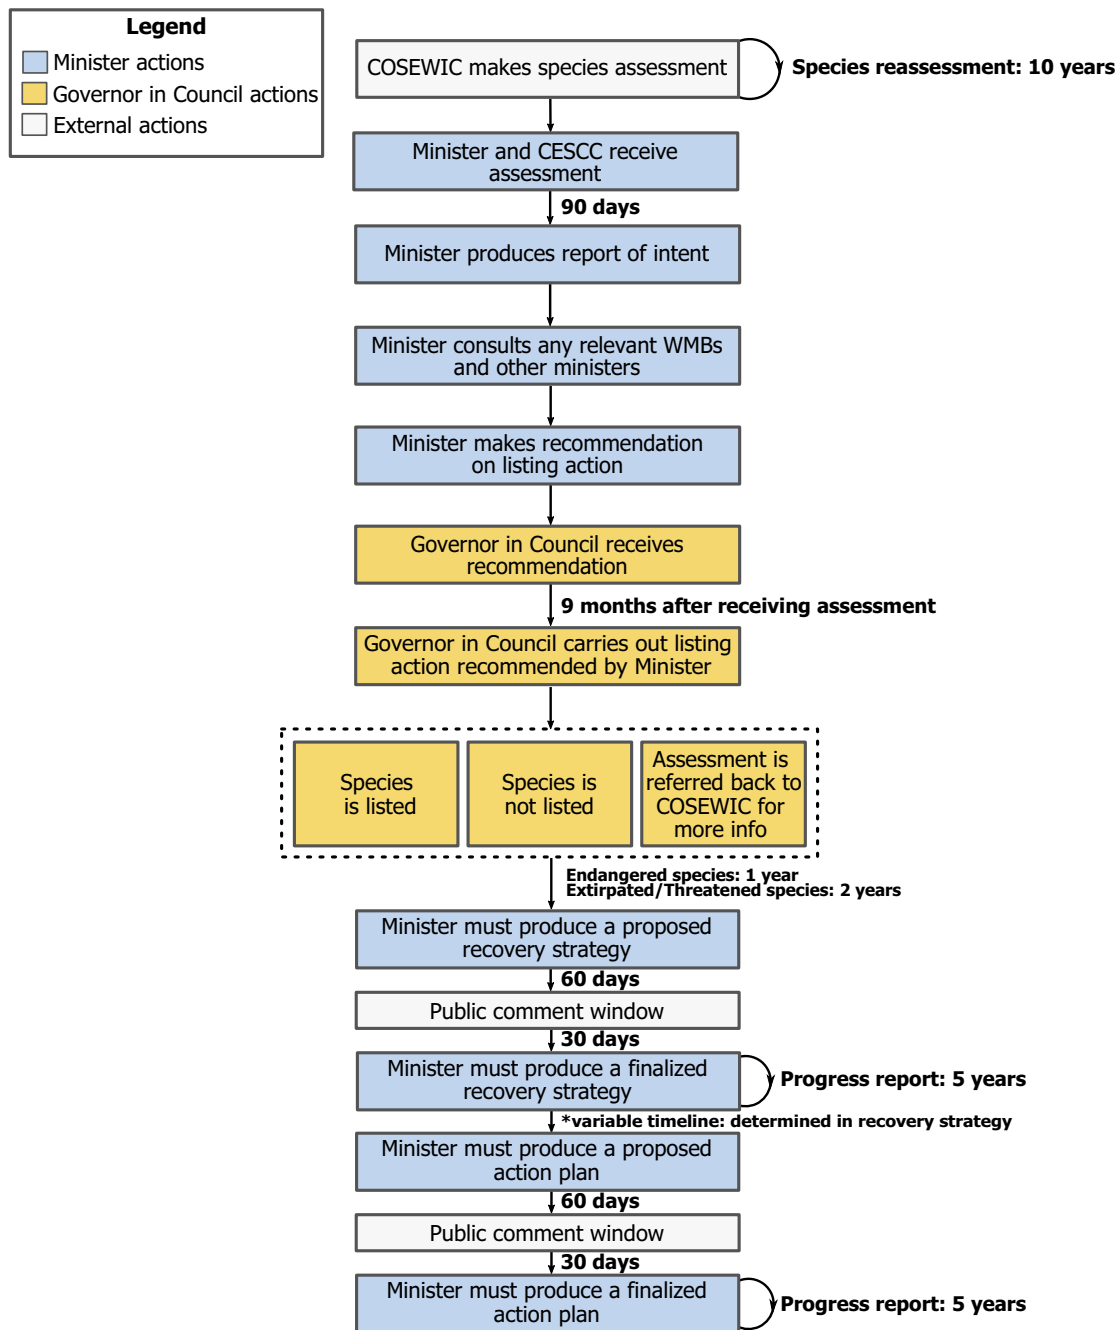 Legend
Minister actions
Governor in Council actions
External actions
COSEWIC makes species assessment
Species reassessment: 10 years
Minister and CESCC receive
assessment
90 days
Minister produces report of intent
Minister consults any relevant WMBs
and other ministers
Minister makes recommendation
on listing action
Governor in Council receives
recommendation
9 months after receiving assessment
Governor in Council carries out listing
action recommended by Minister
Species
is listed
Species is
not listed
Assessment is
referred back to
COSEWIC for
more info
Endangered species: 1 year
Extirpated/Threatened species: 2 years
Minister must produce a proposed
recovery strategy
60 days
Public comment window
30 days
Minister must produce a finalized
recovery strategy
Progress report: 5 years
*variable timeline: determined in recovery strategy
Minister must produce a proposed
action plan
60 days
Public comment window
30 days
Minister must produce a finalized
action plan
Progress report: 5 years